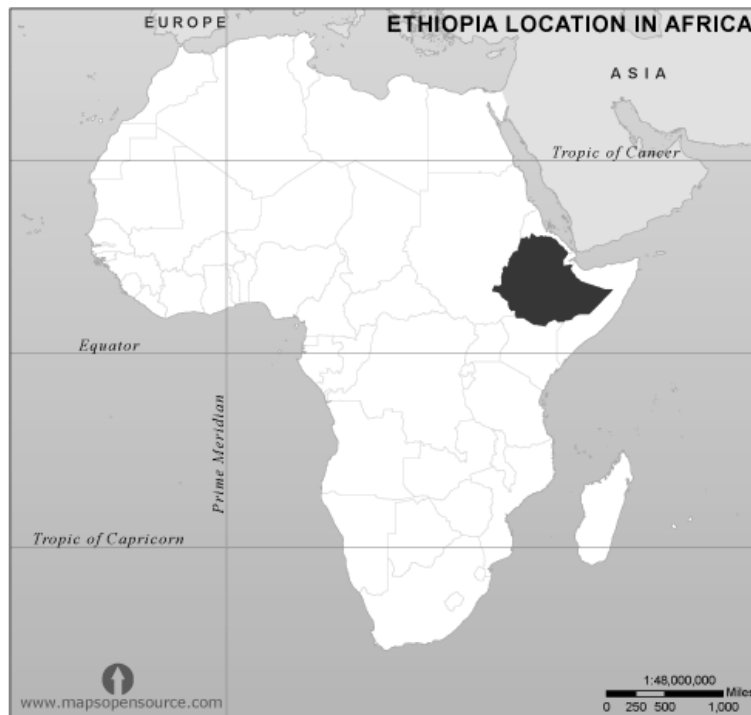 EUROPE
ETHIOPIA LOCATION IN AFRICA
ASIA
Tropic of Cancer
Equator
Prime Meridian
Tropic of Capricorn
1:48,000,000
Miles
0 250 500 1,000
www.mapsopensource.com